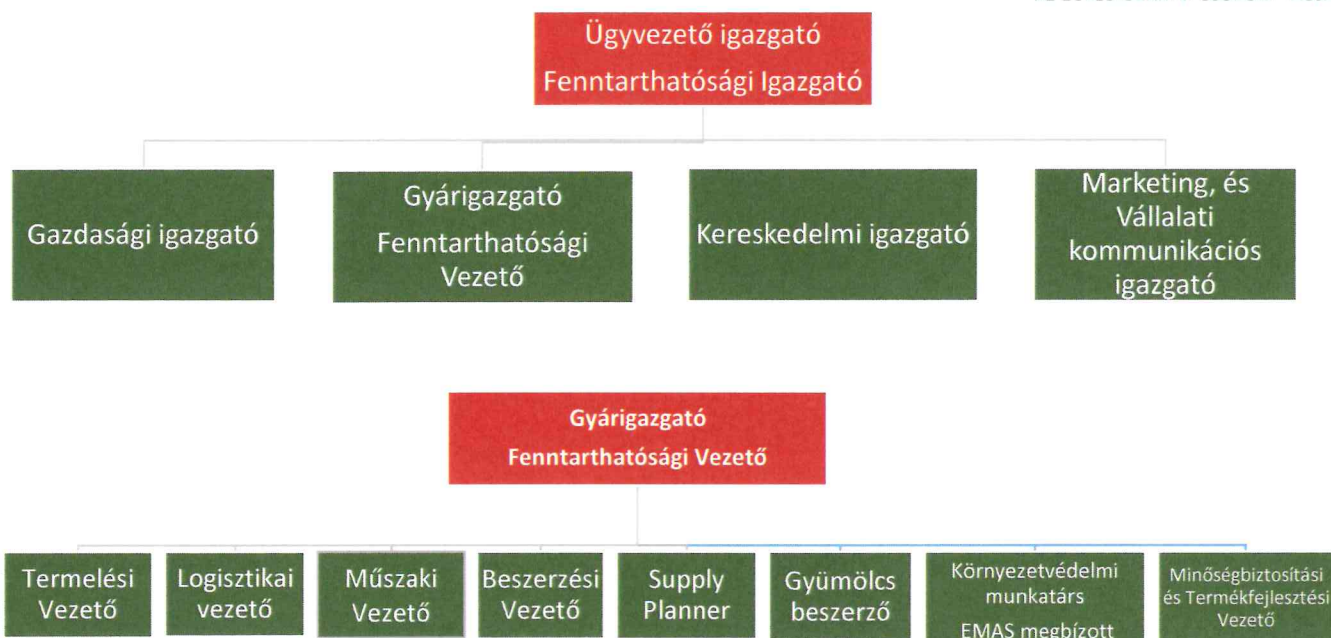 Ügyvezető igazgató
Fenntarthatósági Igazgató
Gazdasági igazgató
Gyárigazgató
Fenntarthatósági
Vezető
Kereskedelmi igazgató
Marketing, és
Vállalati
kommunikációs
igazgató
Gyárigazgató
Fenntarthatósági Vezető
Termelési
Vezető
Logisztikai
vezető
Műszaki
Vezető
Beszerzési
Vezető
Supply
Planner
Gyümölcs
beszerző
Környezetvédelmi
munkatárs
EMAS megbízott
Minőségbiztosítási
és Termékfejlesztési
Vezető